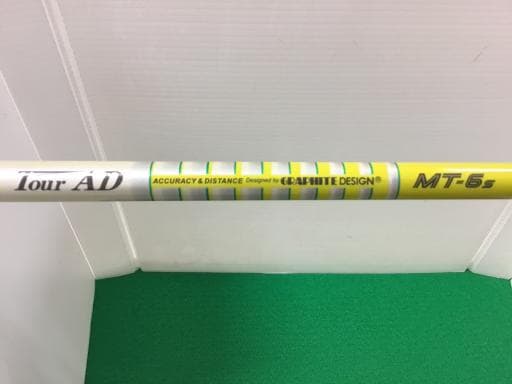 Tour AD ACCURACY & DISTANCE Designed by GRAPHITE DESIGN® MT-6s